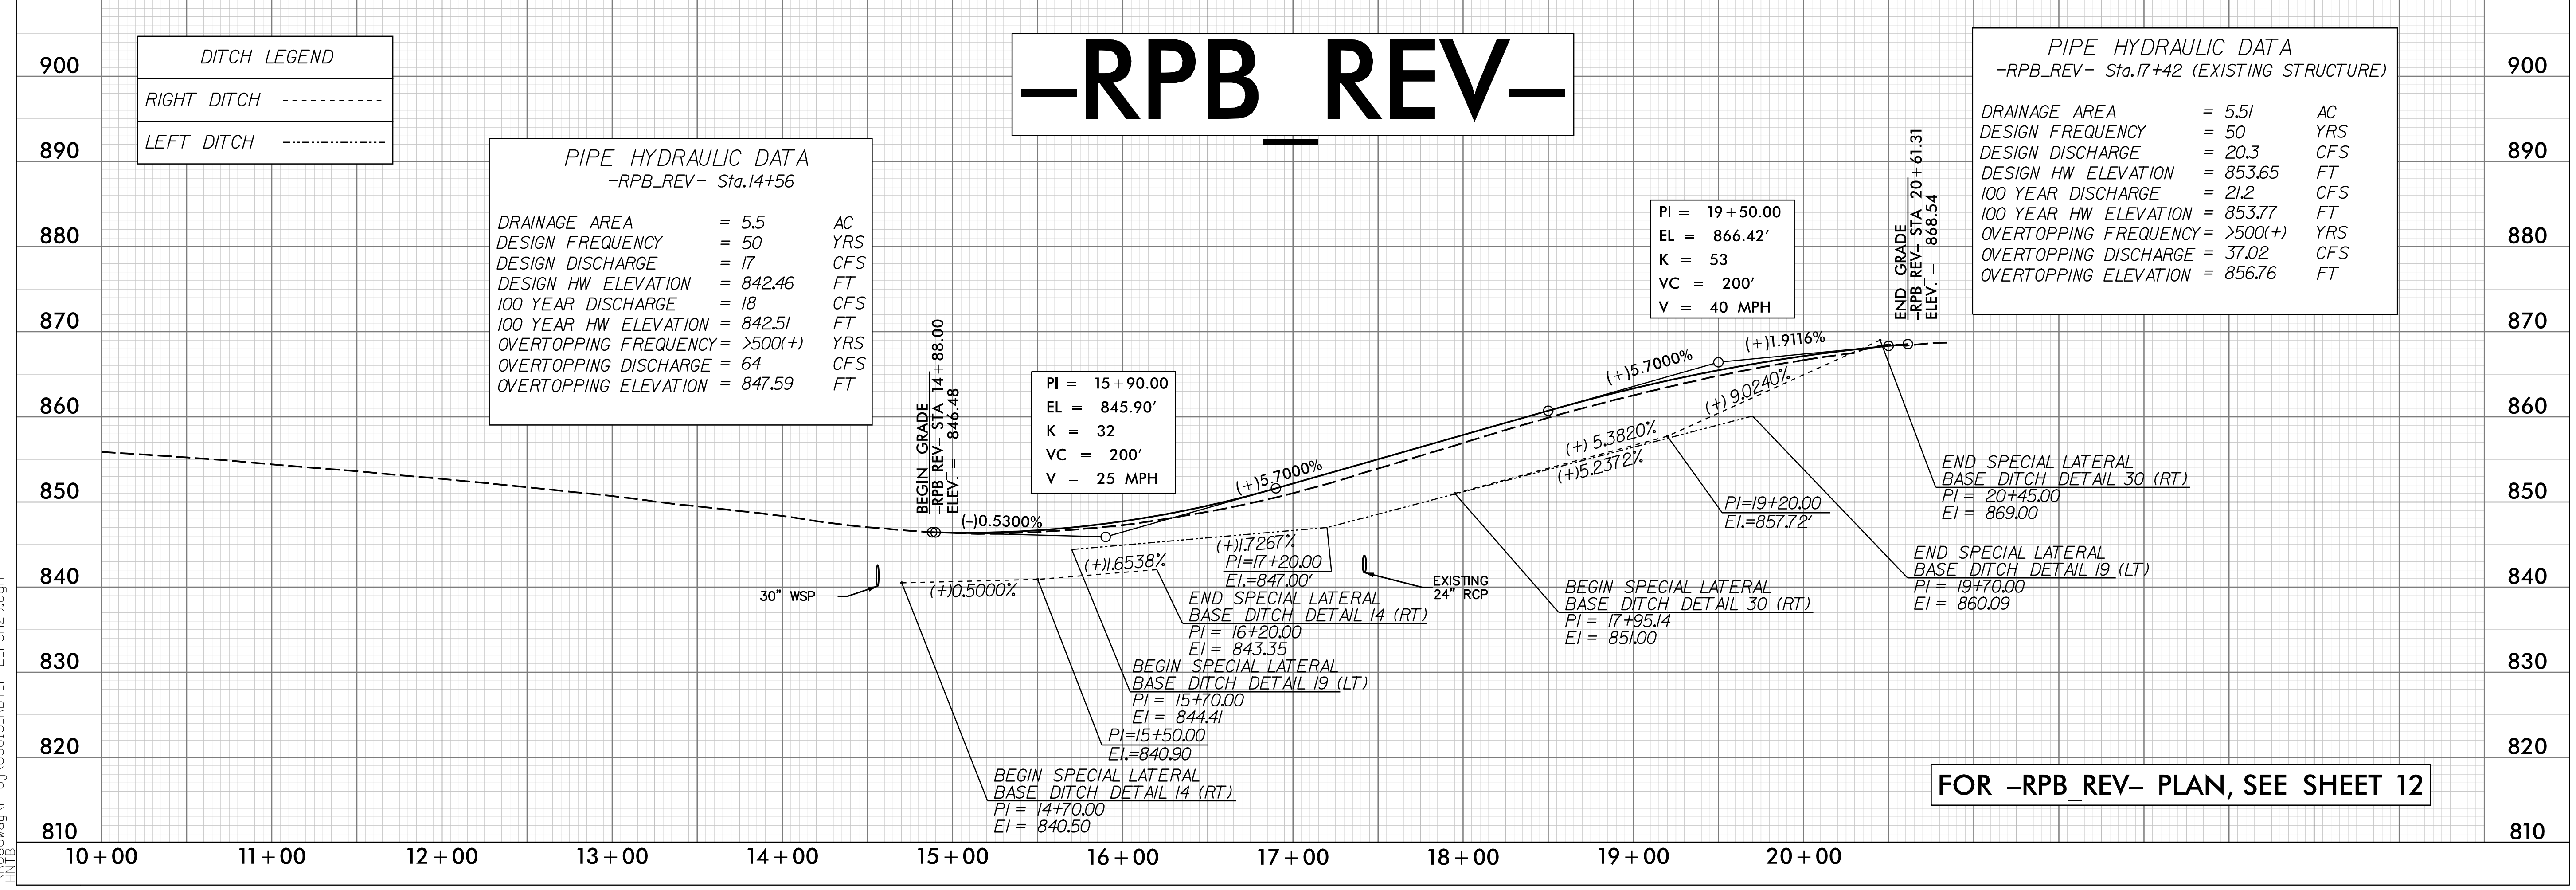 DITCH LEGEND
RIGHT DITCH
LEFT DITCH
–RPB_REV–
PIPE HYDRAULIC DATA
-RPB_REV- Sta.14+56
DRAINAGE AREA = 5.5 AC
DESIGN FREQUENCY = 50 YRS
DESIGN DISCHARGE = 17 CFS
DESIGN HW ELEVATION = 842.46 FT
100 YEAR DISCHARGE = 18 CFS
100 YEAR HW ELEVATION = 842.51 FT
OVERTOPPING FREQUENCY = >500(+) YRS
OVERTOPPING DISCHARGE = 64 CFS
OVERTOPPING ELEVATION = 847.59 FT
PIPE HYDRAULIC DATA
-RPB_REV- Sta.17+42 (EXISTING STRUCTURE)
DRAINAGE AREA = 5.51 AC
DESIGN FREQUENCY = 50 YRS
DESIGN DISCHARGE = 20.3 CFS
DESIGN HW ELEVATION = 853.65 FT
100 YEAR DISCHARGE = 21.2 CFS
100 YEAR HW ELEVATION = 853.77 FT
OVERTOPPING FREQUENCY = >500(+) YRS
OVERTOPPING DISCHARGE = 37.02 CFS
OVERTOPPING ELEVATION = 856.76 FT
BEGIN GRADE
–RPB_REV– STA 14+88.00
ELEV. = 846.48
PI = 15+90.00
EL = 845.90'
K = 32
VC = 200'
V = 25 MPH
PI = 19+50.00
EL = 866.42'
K = 53
VC = 200'
V = 40 MPH
END GRADE
–RPB_REV– STA 20+61.31
ELEV. = 868.54
(–)0.5300%
(+)5.7000%
(+)5.7000%
(+)1.9116%
(+) 9.0240%
(+) 5.3820%
(+)5.2372%
(+)1.7267%
(+)1.6538%
(+)0.5000%
30" WSP
EXISTING
24" RCP
PI=17+20.00
El.=847.00'
PI=19+20.00
El.=857.72'
END SPECIAL LATERAL
BASE DITCH DETAIL 30 (RT)
PI = 20+45.00
El = 869.00
END SPECIAL LATERAL
BASE DITCH DETAIL 19 (LT)
PI = 19+70.00
El = 860.09
BEGIN SPECIAL LATERAL
BASE DITCH DETAIL 30 (RT)
PI = 17+95.14
El = 851.00
END SPECIAL LATERAL
BASE DITCH DETAIL 14 (RT)
PI = 16+20.00
El = 843.35
BEGIN SPECIAL LATERAL
BASE DITCH DETAIL 19 (LT)
PI = 15+70.00
El = 844.41
PI=15+50.00
El.=840.90
BEGIN SPECIAL LATERAL
BASE DITCH DETAIL 14 (RT)
PI = 14+70.00
El = 840.50
FOR –RPB_REV– PLAN, SEE SHEET 12
900 900
890 890
880 880
870 870
860 860
850 850
840 840
830 830
820 820
810 810
10+00 11+00 12+00 13+00 14+00 15+00 16+00 17+00 18+00 19+00 20+00
HNTB